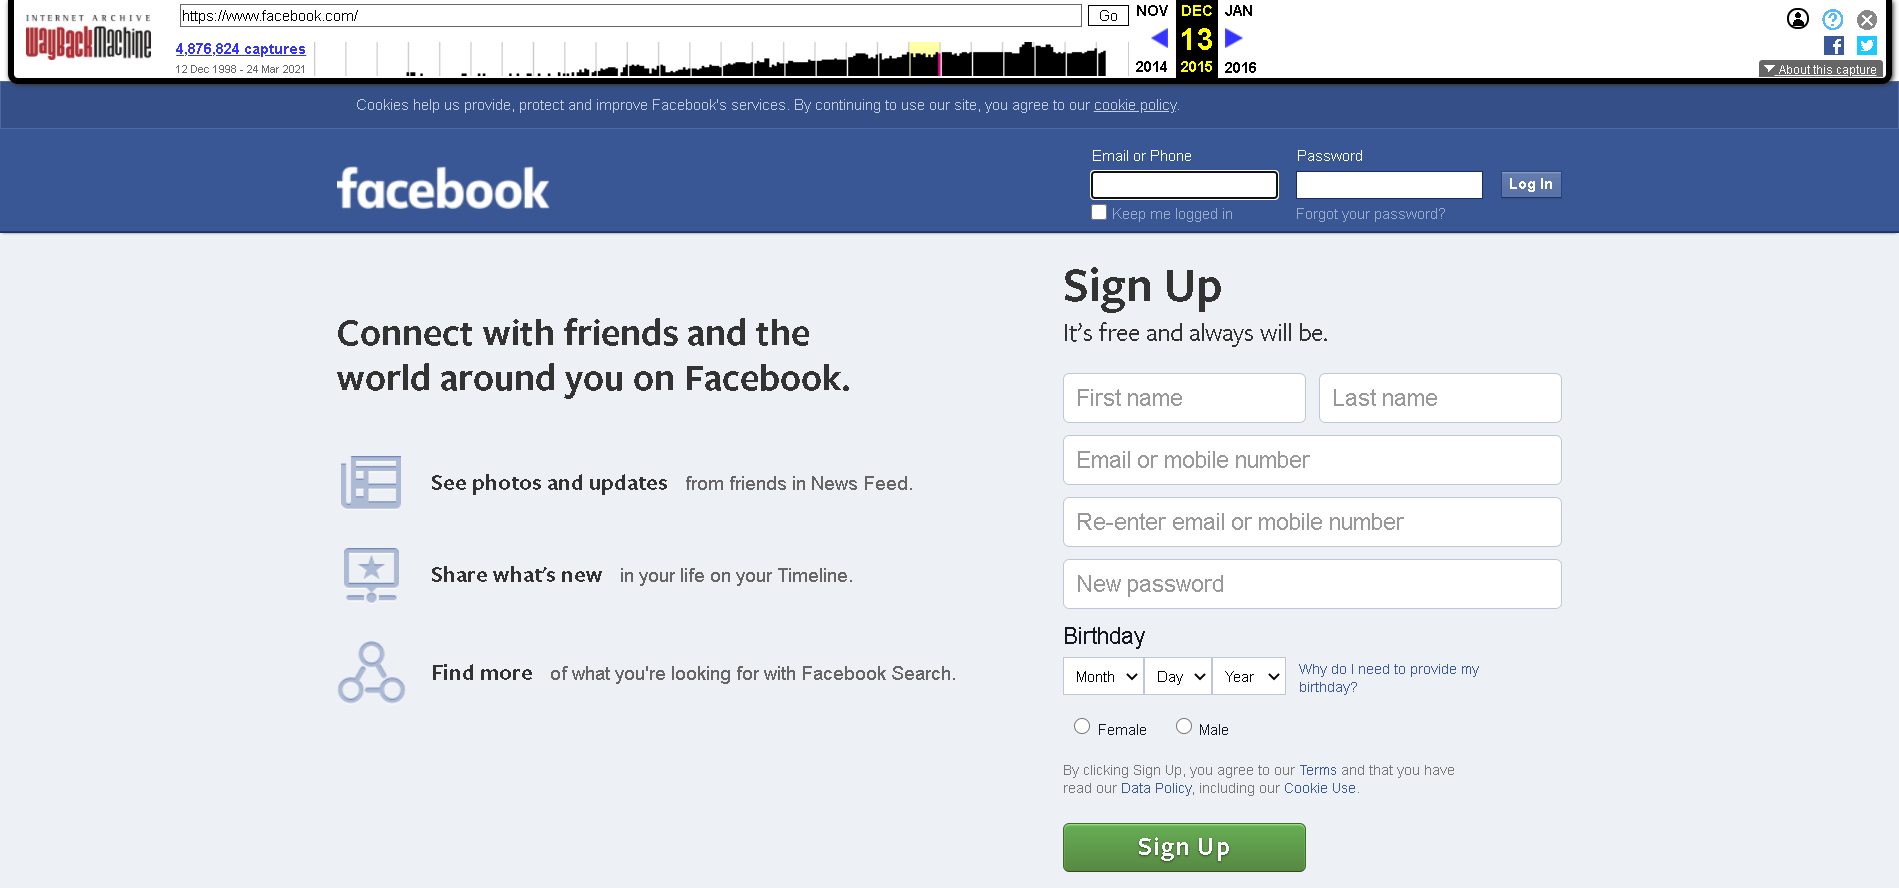 INTERNET ARCHIVE
WayBackMachine
https://www.facebook.com/
Go
4,876,824 captures
12 Dec 1998 - 24 Mar 2021
NOV DEC JAN
13
2014 2015 2016
About this capture
Cookies help us provide, protect and improve Facebook's services. By continuing to use our site, you agree to our cookie policy.
facebook
Email or Phone
Password
Log In
Keep me logged in
Forgot your password?
Connect with friends and the
world around you on Facebook.
See photos and updates from friends in News Feed.
Share what's new in your life on your Timeline.
Find more of what you're looking for with Facebook Search.
Sign Up
It's free and always will be.
First name
Last name
Email or mobile number
Re-enter email or mobile number
New password
Birthday
Month Day Year
Why do I need to provide my
birthday?
Female Male
By clicking Sign Up, you agree to our Terms and that you have
read our Data Policy, including our Cookie Use.
Sign Up